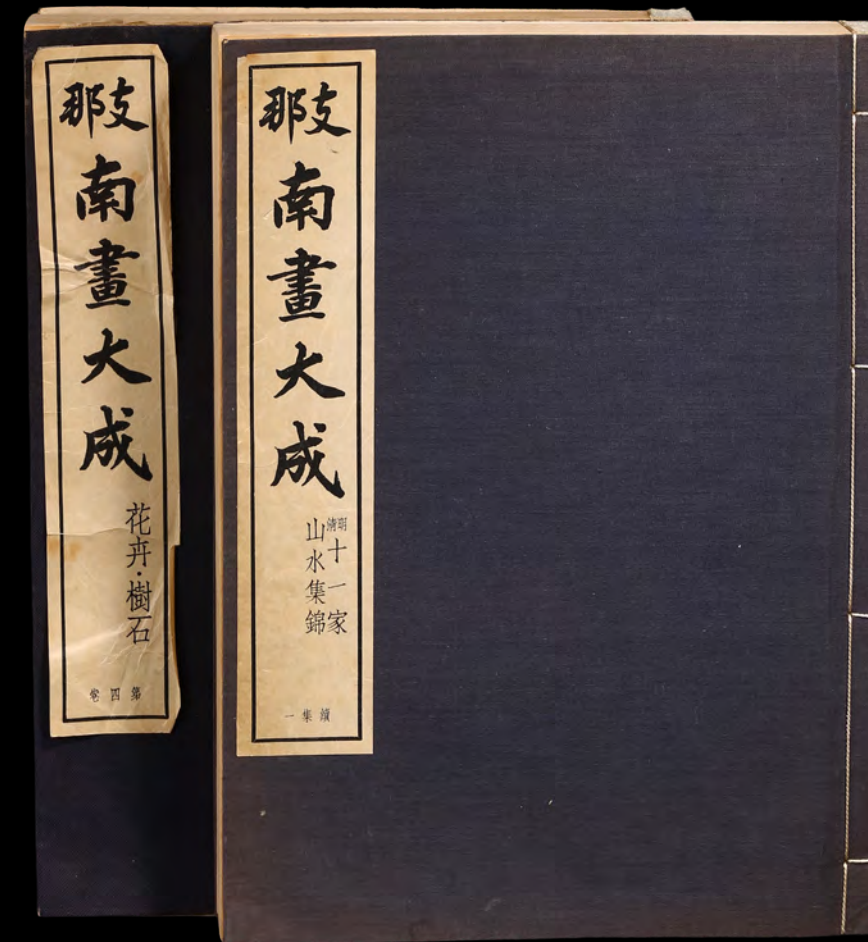 支那
南畫大成
明清
十一家
山水集錦
續集一
支那
南畫大成
花卉・樹石
第四卷